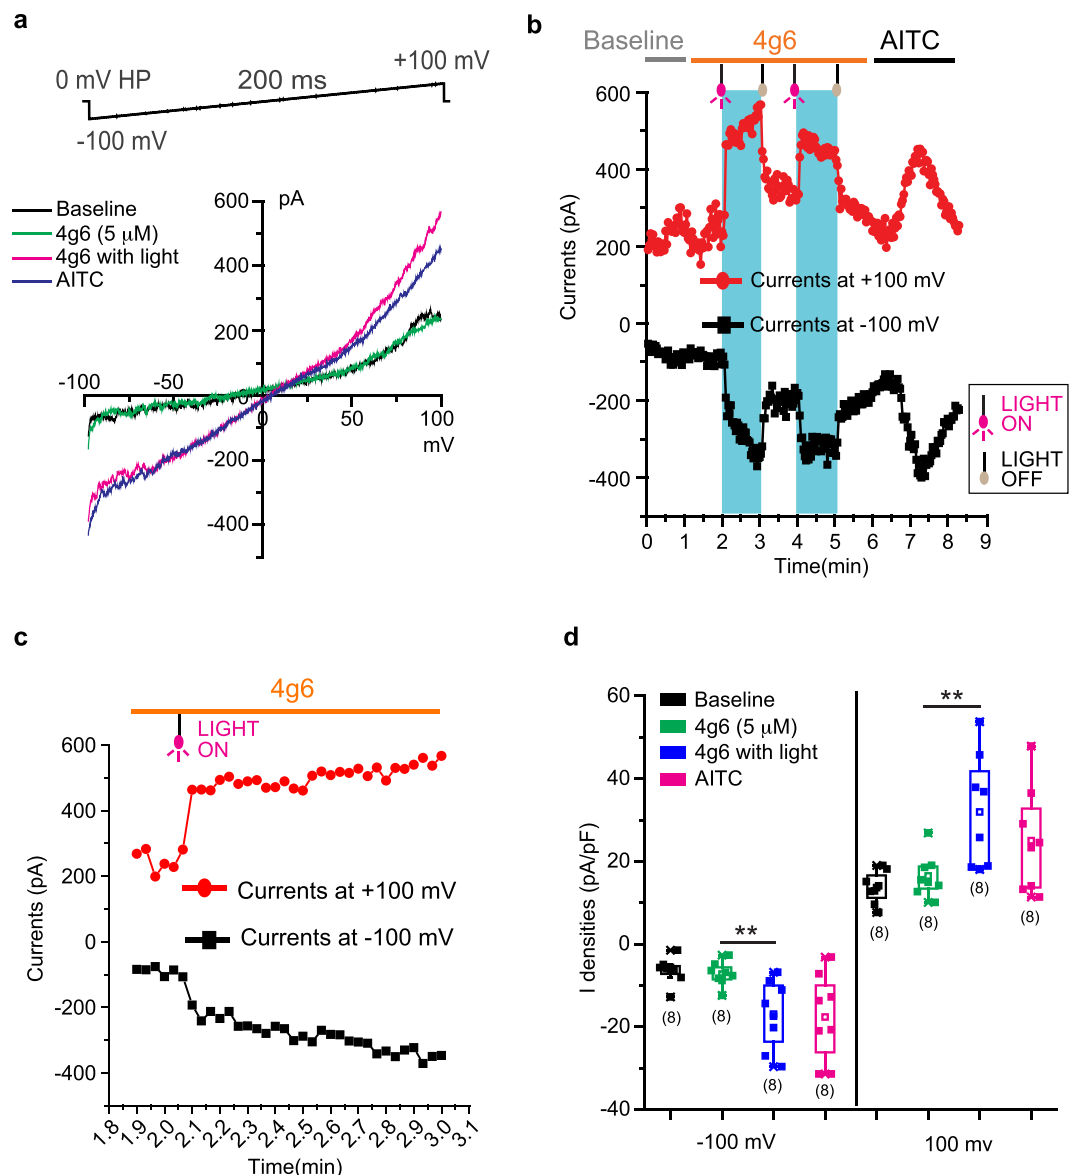 a
0 mV HP
200 ms
+100 mV
-100 mV
Baseline
4g6 (5 μM)
4g6 with light
AITC
pA
600
400
200
0
-200
-400
-100
-50
0
50
100
mV
b
Baseline
4g6
AITC
600
400
200
0
-200
-400
Currents (pA)
Currents at +100 mV
Currents at -100 mV
LIGHT
ON
LIGHT
OFF
0 1 2 3 4 5 6 7 8 9
Time(min)
c
4g6
LIGHT
ON
600
400
200
0
-200
-400
Currents (pA)
Currents at +100 mV
Currents at -100 mV
1.8 1.9 2.0 2.1 2.2 2.3 2.4 2.5 2.6 2.7 2.8 2.9 3.0 3.1
Time(min)
d
Baseline
4g6 (5 μM)
4g6 with light
AITC
**
**
60
40
20
0
-20
-40
I densities (pA/pF)
(8) (8) (8) (8)
(8) (8) (8) (8)
-100 mV
100 mv